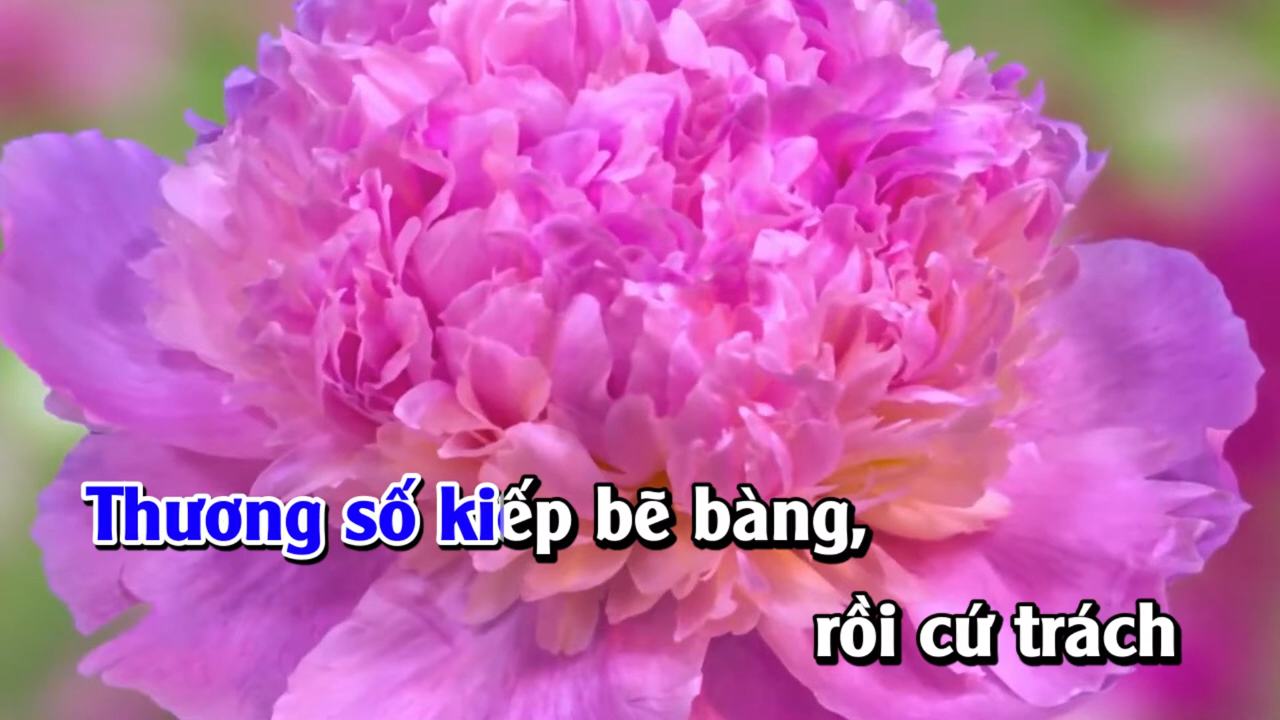 Thương số kiếp bẽ bàng,
rồi cứ trách